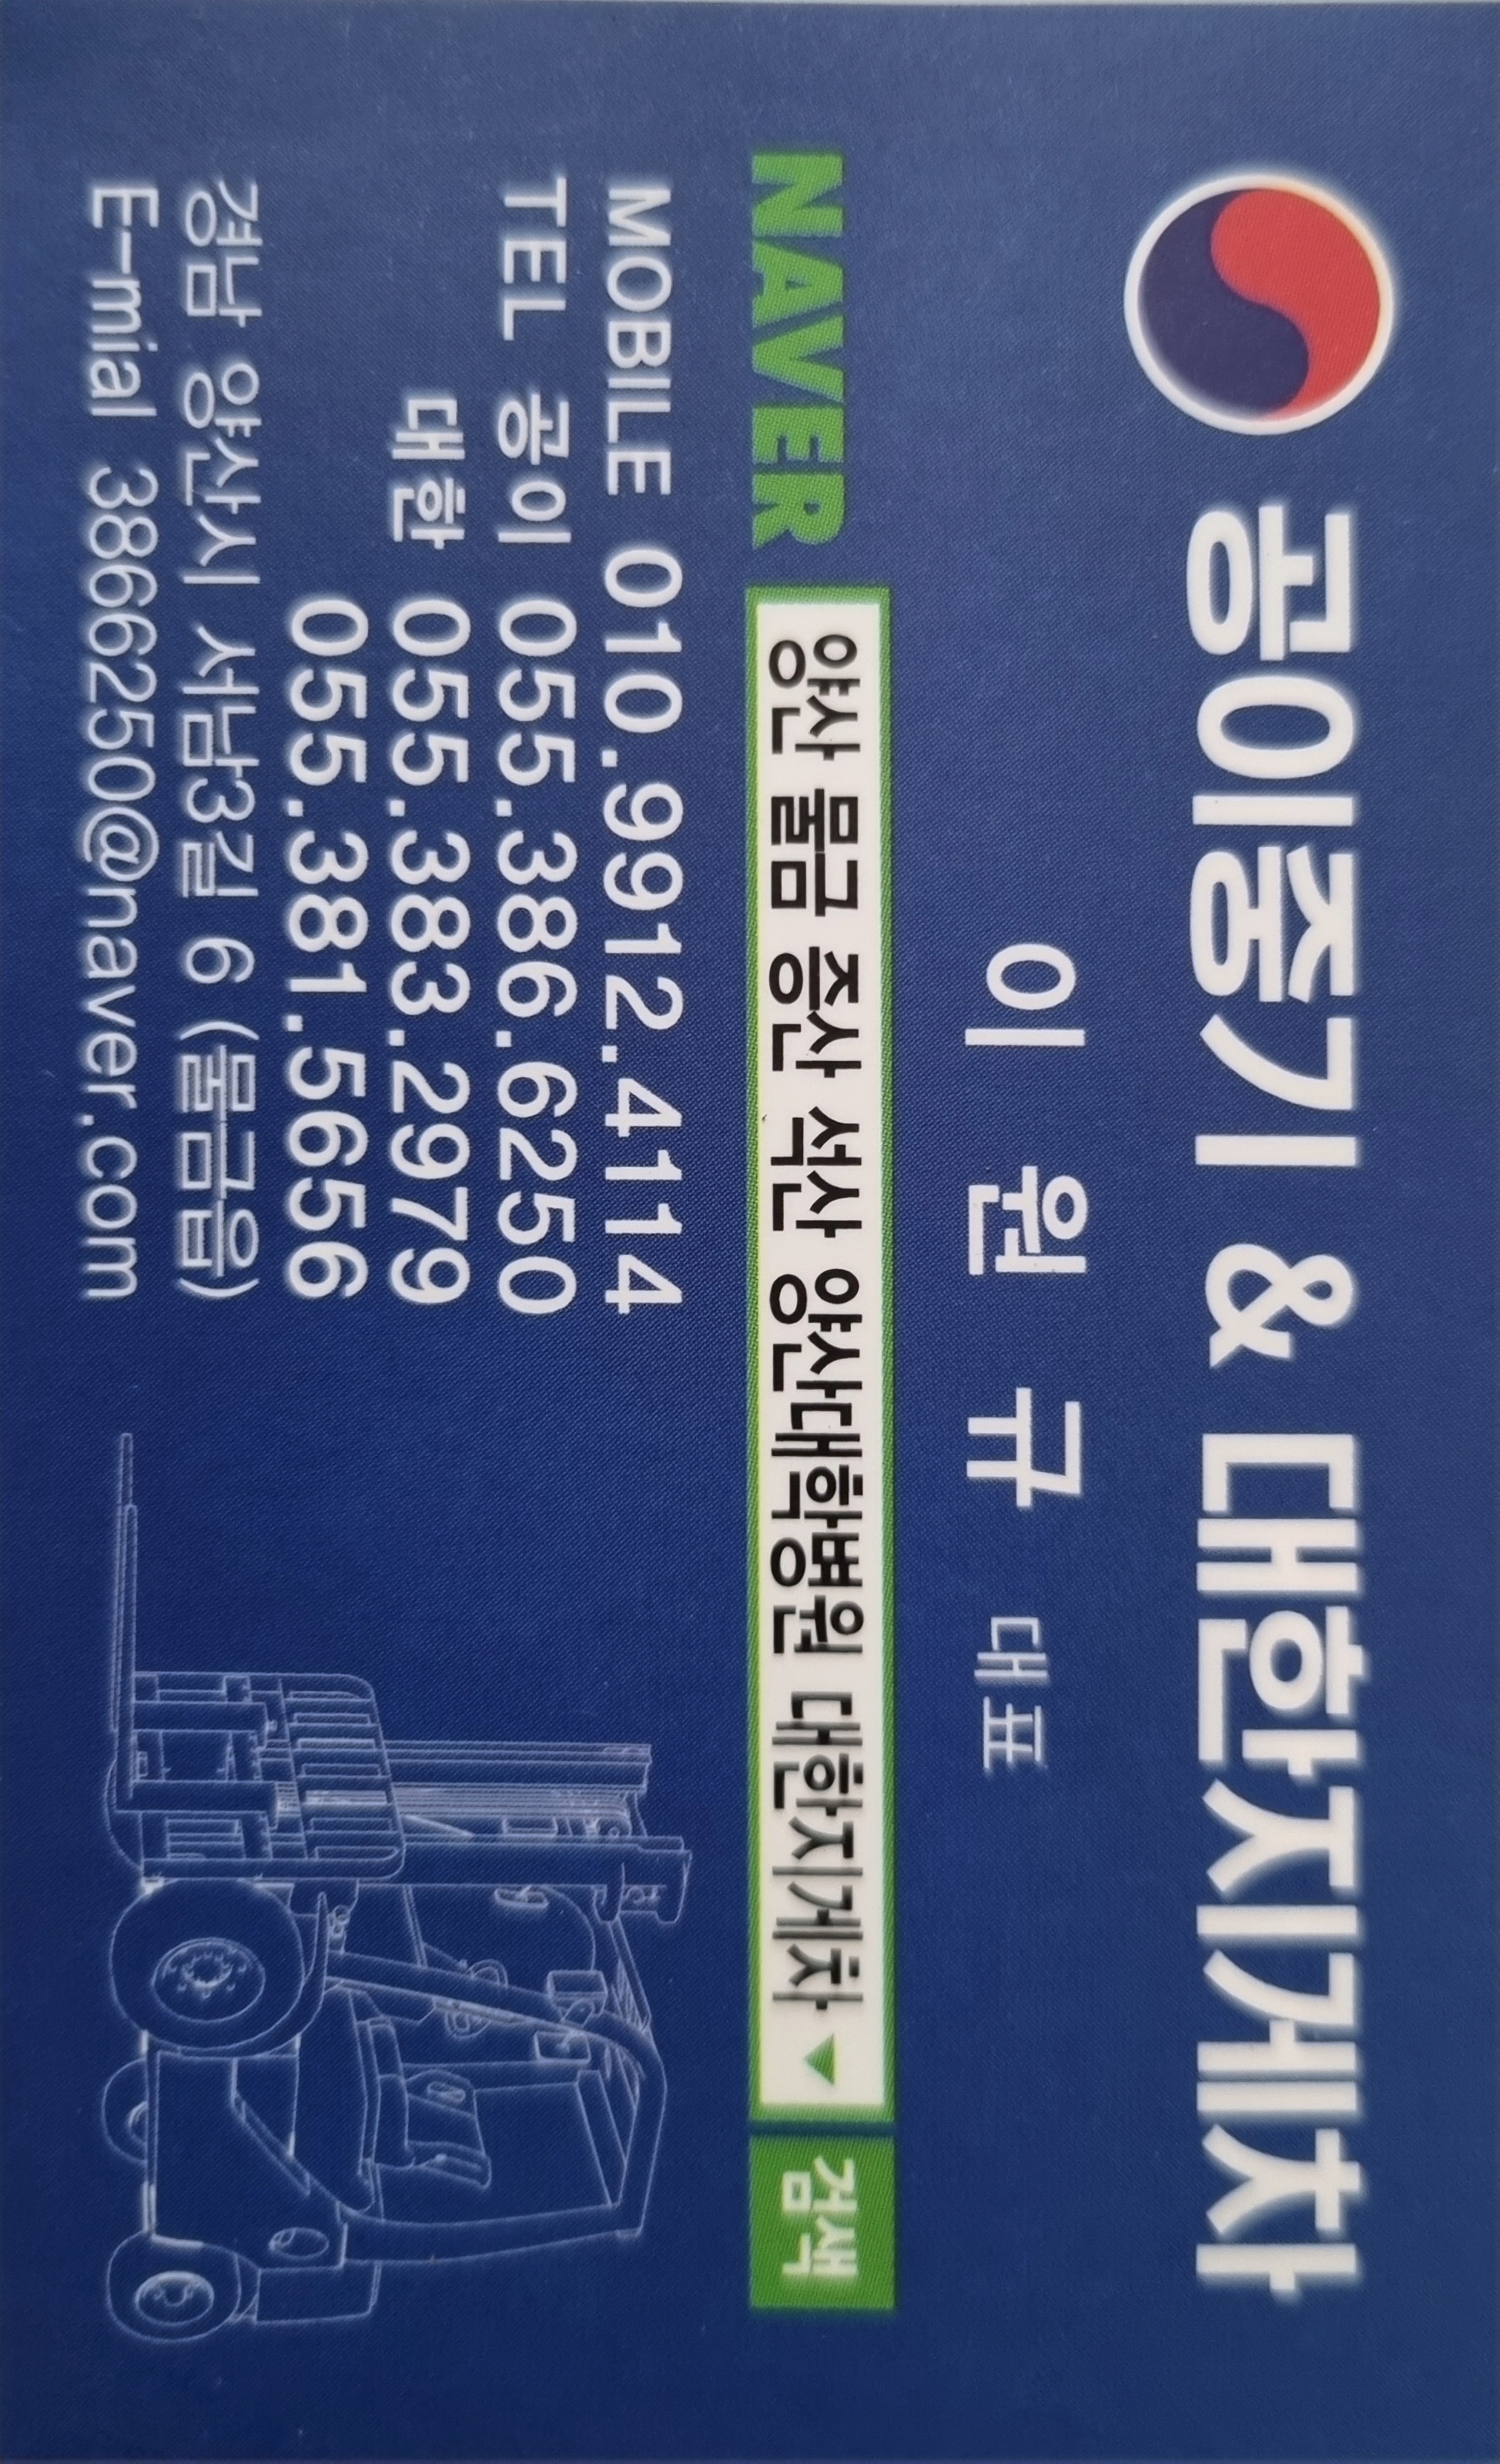 공이중기 & 대한지게차
이 원 규 대표
NAVER 양산 물금 증산 석산 양산대학병원 대한지게차 검색
MOBILE 010.9912.4114
TEL 공이 055.386.6250
대한 055.383.2979
055.381.5656
경남 양산시 서남3길 6 (물금읍)
E-mial 3866250@naver.com